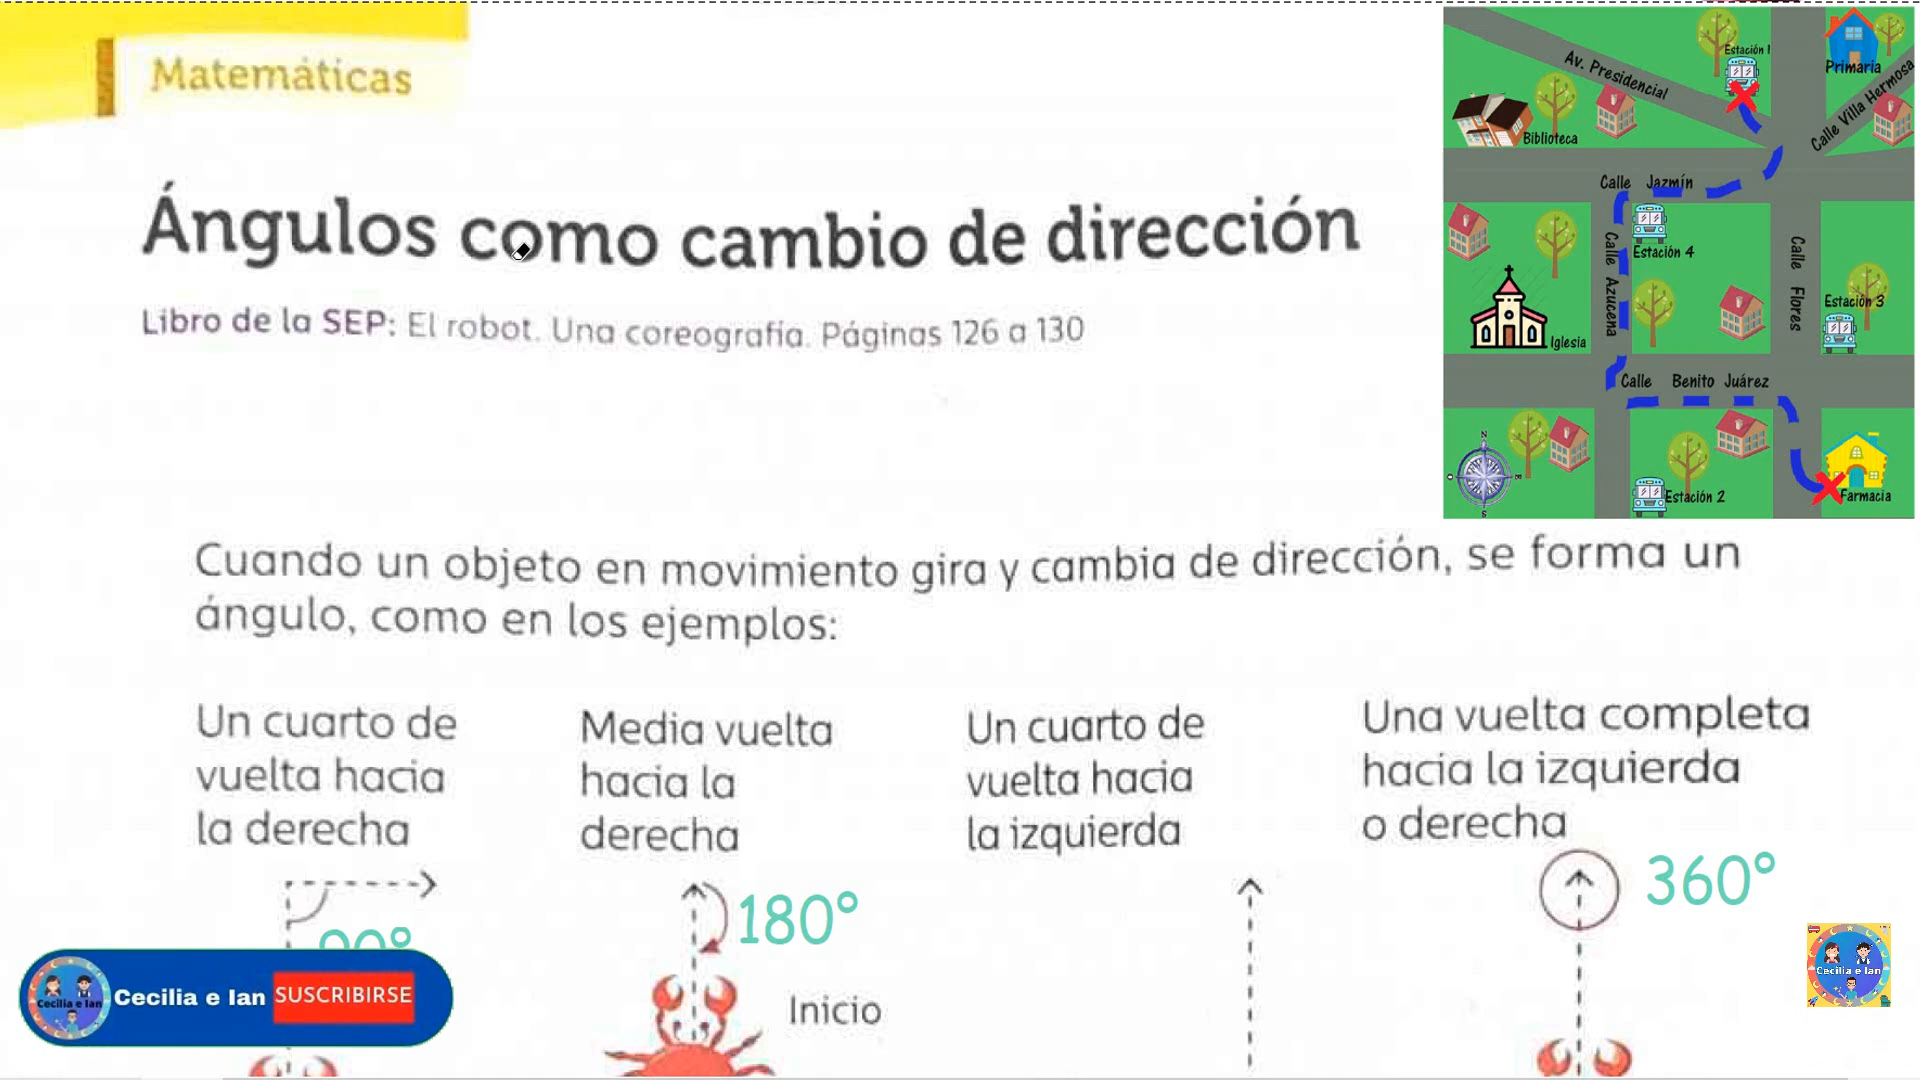 Matemáticas
Ángulos como cambio de dirección
Libro de la SEP: El robot. Una coreografía. Páginas 126 a 130
Av. Presidencial
Estación 1
Primaria
Calle Villa Hermosa
Biblioteca
Calle Jazmín
Estación 4
Calle Azucena
Calle Flores
Estación 3
Iglesia
Calle Benito Juárez
N
E
S
O
Estación 2
Farmacia
Cuando un objeto en movimiento gira y cambia de dirección, se forma un
ángulo, como en los ejemplos:
Un cuarto de
vuelta hacia
la derecha
90°
Media vuelta
hacia la
derecha
180°
Inicio
Un cuarto de
vuelta hacia
la izquierda
Una vuelta completa
hacia la izquierda
o derecha
360°
Cecilia e Ian
Cecilia e Ian SUSCRIBIRSE
Cecilia e Ian